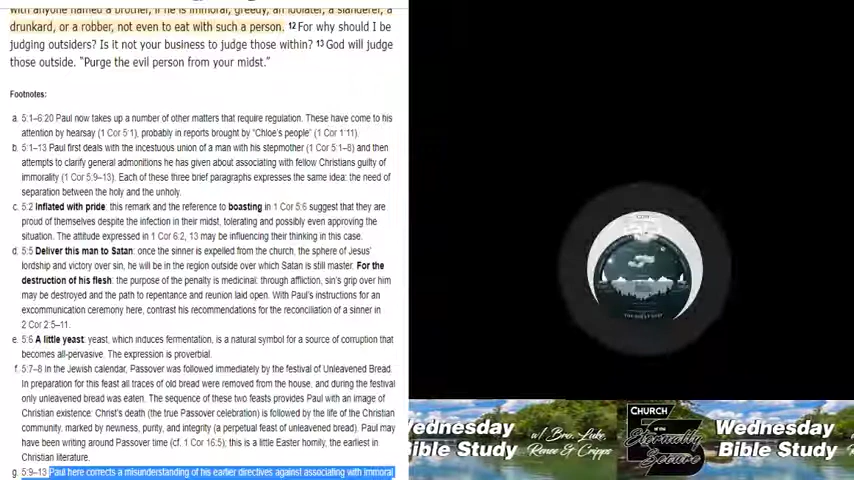 with anyone named a brother, if he is immoral, greedy, an idolater, a slanderer, a
drunkard, or a robber, not even to eat with such a person. 12 For why should I be
judging outsiders? Is it not your business to judge those within? 13 God will judge
those outside. "Purge the evil person from your midst."
Footnotes:
a. 5:1–6:20 Paul now takes up a number of other matters that require regulation. These have come to his
attention by hearsay (1 Cor 5:1), probably in reports brought by "Chloe's people" (1 Cor 1:11).
b. 5:1–13 Paul first deals with the incestuous union of a man with his stepmother (1 Cor 5:1–8) and then
attempts to clarify general admonitions he has given about associating with fellow Christians guilty of
immorality (1 Cor 5:9–13). Each of these three brief paragraphs expresses the same idea: the need of
separation between the holy and the unholy.
c. 5:2 Inflated with pride: this remark and the reference to boasting in 1 Cor 5:6 suggest that they are
proud of themselves despite the infection in their midst, tolerating and possibly even approving the
situation. The attitude expressed in 1 Cor 6:2, 13 may be influencing their thinking in this case.
d. 5:5 Deliver this man to Satan: once the sinner is expelled from the church, the sphere of Jesus'
lordship and victory over sin, he will be in the region outside over which Satan is still master. For the
destruction of his flesh: the purpose of the penalty is medicinal: through affliction, sin's grip over him
may be destroyed and the path to repentance and reunion laid open. With Paul's instructions for an
excommunication ceremony here, contrast his recommendations for the reconciliation of a sinner in
2 Cor 2:5–11.
e. 5:6 A little yeast: yeast, which induces fermentation, is a natural symbol for a source of corruption that
becomes all-pervasive. The expression is proverbial.
f. 5:7–8 In the Jewish calendar, Passover was followed immediately by the festival of Unleavened Bread.
In preparation for this feast all traces of old bread were removed from the house, and during the festival
only unleavened bread was eaten. The sequence of these two feasts provides Paul with an image of
Christian existence: Christ's death (the true Passover celebration) is followed by the life of the Christian
community, marked by newness, purity, and integrity (a perpetual feast of unleavened bread). Paul may
have been writing around Passover time (cf. 1 Cor 16:5); this is a little Easter homily, the earliest in
Christian literature.
g. 5:9–13 Paul here corrects a misunderstanding of his earlier directives against associating with immoral
ednesday
Bible Study
w/ Bro. Luke,
Renee & Cripps
Church
of the
Eternally
Secure
Wednesday
Bible Study
w/ B
Rene